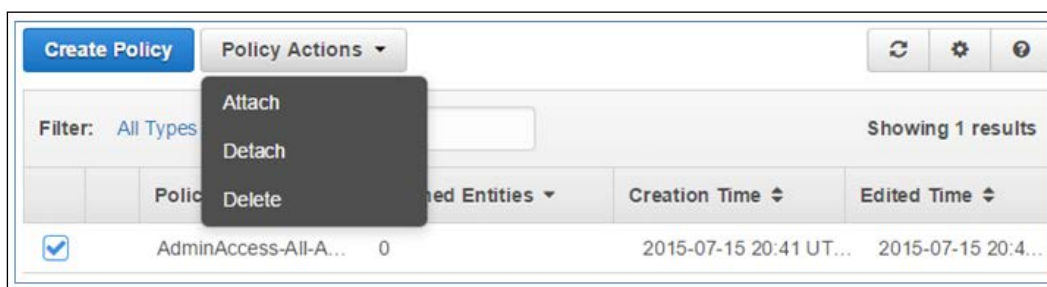 Create Policy Policy Actions
Attach
Filter: All Types Showing 1 results
Detach
Polic Delete ed Entities Creation Time Edited Time
AdminAccess-All-A... 0 2015-07-15 20:41 UT... 2015-07-15 20:4...